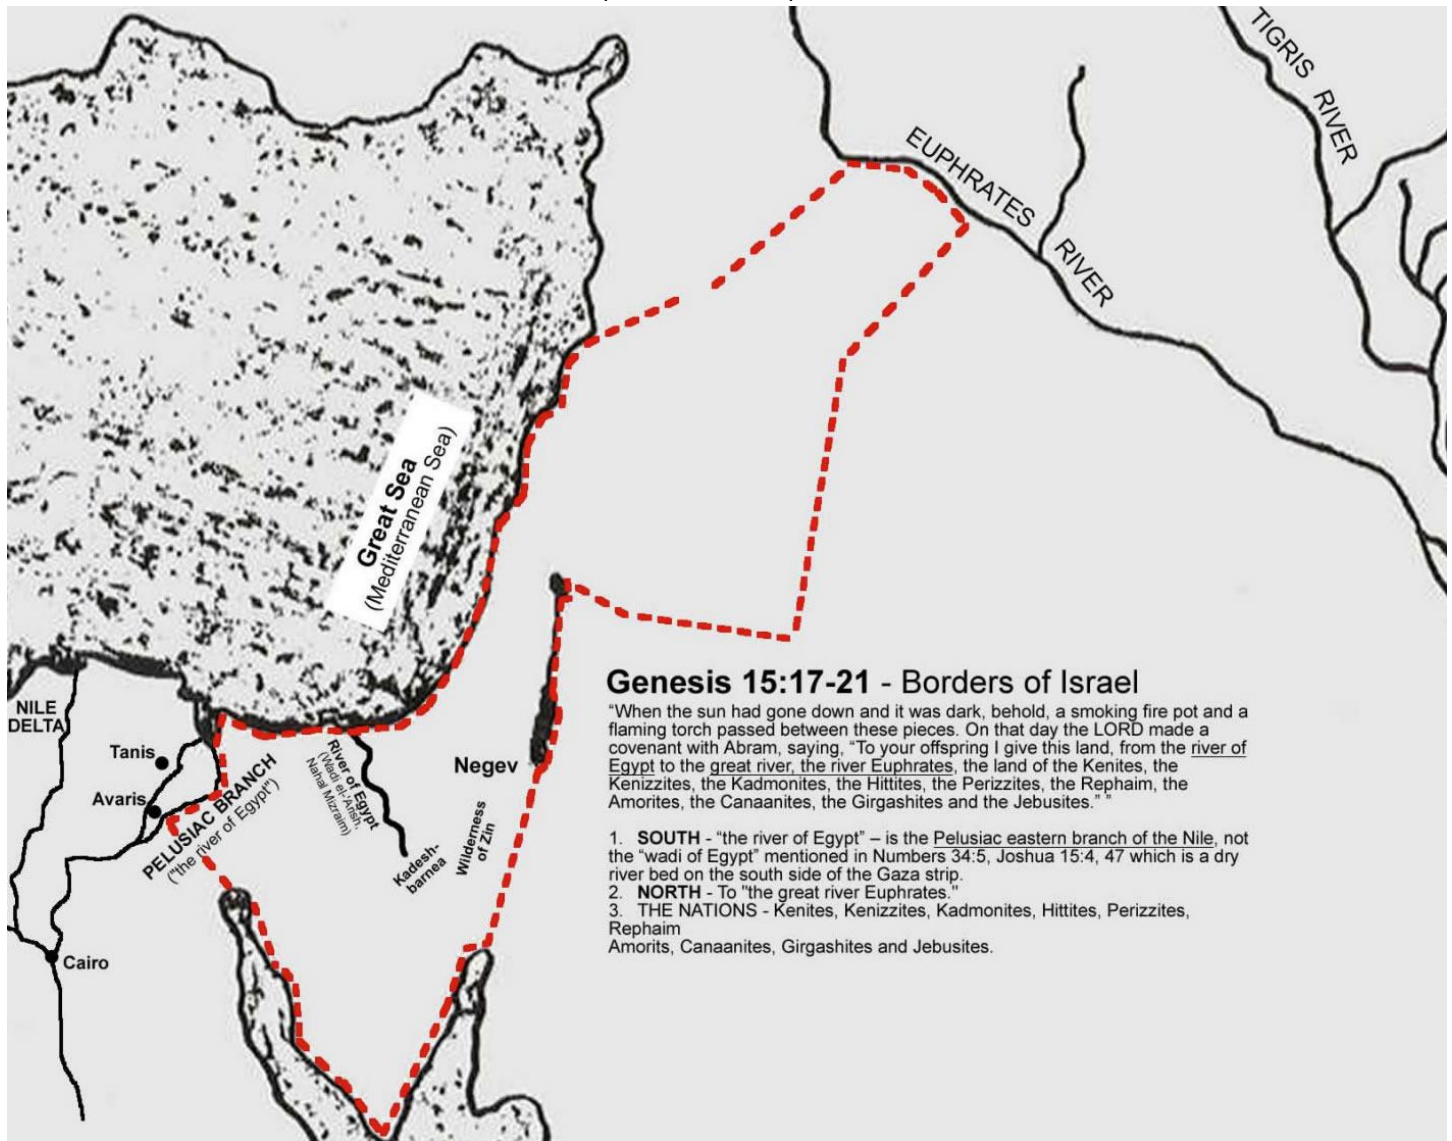 TIGRIS
RIVER
EUPHRATES
RIVER
Great Sea
(Mediterranean Sea)
NILE
DELTA
Tanis
Avaris
PELUSIAC BRANCH
("the river of Egypt")
River of Egypt
(Wadi el-'Arish,
Nahal Mizraim)
Negev
Kadesh-
barnea
Wilderness
of Zin
Cairo
Genesis 15:17-21 - Borders of Israel
“When the sun had gone down and it was dark, behold, a smoking fire pot and a
flaming torch passed between these pieces. On that day the LORD made a
covenant with Abram, saying, “To your offspring I give this land, from the river of
Egypt to the great river, the river Euphrates, the land of the Kenites, the
Kenizzites, the Kadmonites, the Hittites, the Perizzites, the Rephaim, the
Amorites, the Canaanites, the Girgashites and the Jebusites.” ”
1. SOUTH - “the river of Egypt” – is the Pelusiac eastern branch of the Nile, not
the “wadi of Egypt” mentioned in Numbers 34:5, Joshua 15:4, 47 which is a dry
river bed on the south side of the Gaza strip.
2. NORTH - To "the great river Euphrates."
3. THE NATIONS - Kenites, Kenizzites, Kadmonites, Hittites, Perizzites,
Rephaim
Amorits, Canaanites, Girgashites and Jebusites.